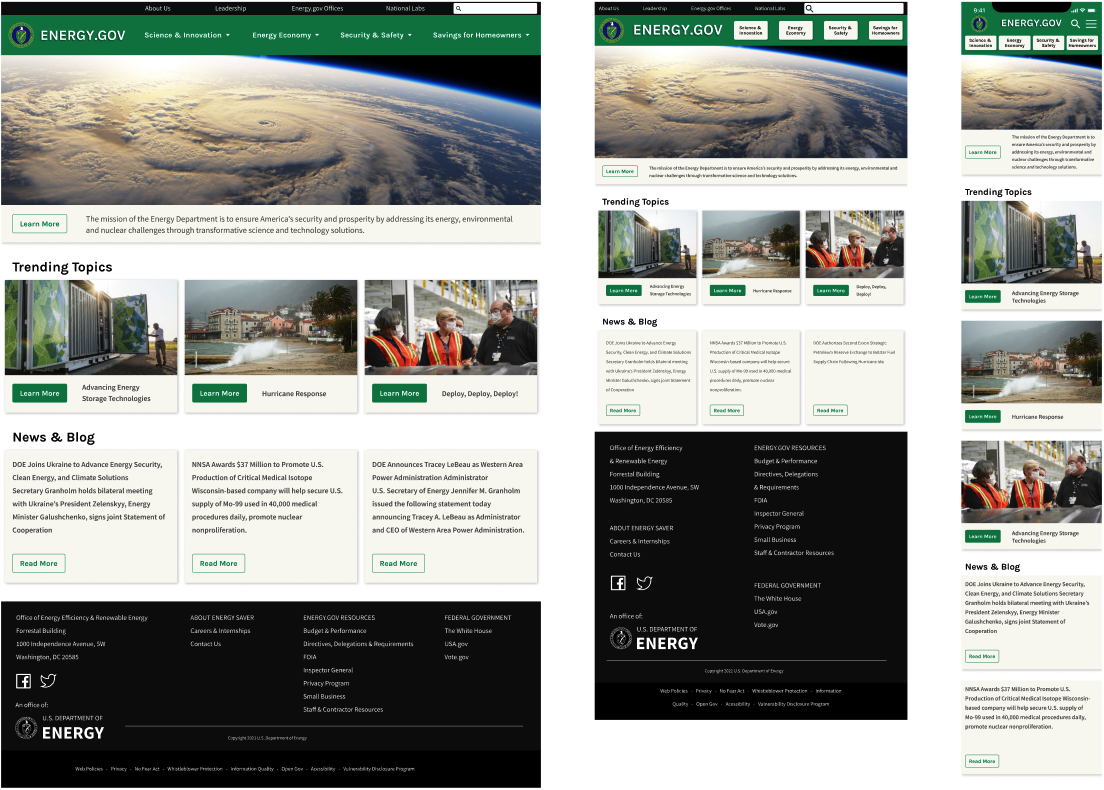 About Us Leadership Energy.gov Offices National Labs
ENERGY.GOV Science & Innovation Energy Economy Security & Safety Savings for Homeowners
Learn More
The mission of the Energy Department is to ensure America's security and prosperity by addressing its energy, environmental
and nuclear challenges through transformative science and technology solutions.
Trending Topics
Learn More
Advancing Energy
Storage Technologies
Learn More
Hurricane Response
Learn More
Deploy, Deploy, Deploy!
News & Blog
DOE Joins Ukraine to Advance Energy Security,
Clean Energy, and Climate Solutions
Secretary Granholm holds bilateral meeting
with Ukraine's President Zelenskyy, Energy
Minister Galushchenko, signs joint Statement of
Cooperation
Read More
NNSA Awards $37 Million to Promote U.S.
Production of Critical Medical Isotope
Wisconsin-based company will help secure U.S.
supply of Mo-99 used in 40,000 medical
procedures daily, promote nuclear
nonproliferation.
Read More
DOE Announces Tracey LeBeau as Western Area
Power Administration Administrator
U.S. Secretary of Energy Jennifer M. Granholm
issued the following statement today
announcing Tracey A. LeBeau as Administrator
and CEO of Western Area Power Administration.
Read More
Office of Energy Efficiency & Renewable Energy
Forrestal Building
1000 Independence Avenue, SW
Washington, DC 20585
An office of:
U.S. DEPARTMENT OF
ENERGY
ABOUT ENERGY SAVER
Careers & Internships
Contact Us
ENERGY.GOV RESOURCES
Budget & Performance
Directives, Delegations & Requirements
FOIA
Inspector General
Privacy Program
Small Business
Staff & Contractor Resources
FEDERAL GOVERNMENT
The White House
USA.gov
Vote.gov
Copyright 2021 U.S. Department of Energy
Web Policies - Privacy - No Fear Act - Whistleblower Protection - Information Quality - Open Gov - Acessibility - Vulnerability Disclosure Program
About Us Leadership Energy.gov Offices National Labs
ENERGY.GOV
Science &
Innovation
Energy
Economy
Security &
Safety
Savings for
Homeowners
Learn More
The mission of the Energy Department is to ensure America's security and prosperity by addressing its energy, environmental and
nuclear challenges through transformative science and technology solutions.
Trending Topics
Learn More
Advancing Energy
Storage Technologies
Learn More
Hurricane Response
Learn More
Deploy, Deploy,
Deploy!
News & Blog
DOE Joins Ukraine to Advance Energy
Security, Clean Energy, and Climate Solutions
Secretary Granholm holds bilateral meeting
with Ukraine's President Zelenskyy, Energy
Minister Galushchenko, signs joint Statement
of Cooperation
Read More
NNSA Awards $37 Million to Promote U.S.
Production of Critical Medical Isotope
Wisconsin-based company will help secure
U.S. supply of Mo-99 used in 40,000 medical
procedures daily, promote nuclear
nonproliferation.
Read More
DOE Authorizes Second Exxon Strategic
Petroleum Reserve Exchange to Bolster Fuel
Supply Chain Following Hurricane Ida
Read More
Office of Energy Efficiency
& Renewable Energy
Forrestal Building
1000 Independence Avenue, SW
Washington, DC 20585
ABOUT ENERGY SAVER
Careers & Internships
Contact Us
An office of:
U.S. DEPARTMENT OF
ENERGY
ENERGY.GOV RESOURCES
Budget & Performance
Directives, Delegations
& Requirements
FOIA
Inspector General
Privacy Program
Small Business
Staff & Contractor Resources
FEDERAL GOVERNMENT
The White House
USA.gov
Vote.gov
Copyright 2021 U.S. Department of Energy
Web Policies - Privacy - No Fear Act - Whistleblower Protection - Information
Quality - Open Gov - Acessibility - Vulnerability Disclosure Program
9:41
ENERGY.GOV
Science &
Innovation
Energy
Economy
Security &
Safety
Savings for
Homeowners
Learn More
The mission of the Energy Department is to
ensure America's security and prosperity by
addressing its energy, environmental and
nuclear challenges through transformative
science and technology solutions.
Trending Topics
Learn More
Advancing Energy Storage
Technologies
Learn More
Hurricane Response
Learn More
Advancing Energy Storage
Technologies
News & Blog
DOE Joins Ukraine to Advance Energy Security,
Clean Energy, and Climate Solutions Secretary
Granholm holds bilateral meeting with Ukraine's
President Zelenskyy, Energy Minister
Galushchenko, signs joint Statement of
Cooperation
Read More
NNSA Awards $37 Million to Promote U.S.
Production of Critical Medical Isotope Wisconsin-
based company will help secure U.S. supply of
Mo-99 used in 40,000 medical procedures daily,
promote nuclear nonproliferation.
Read More